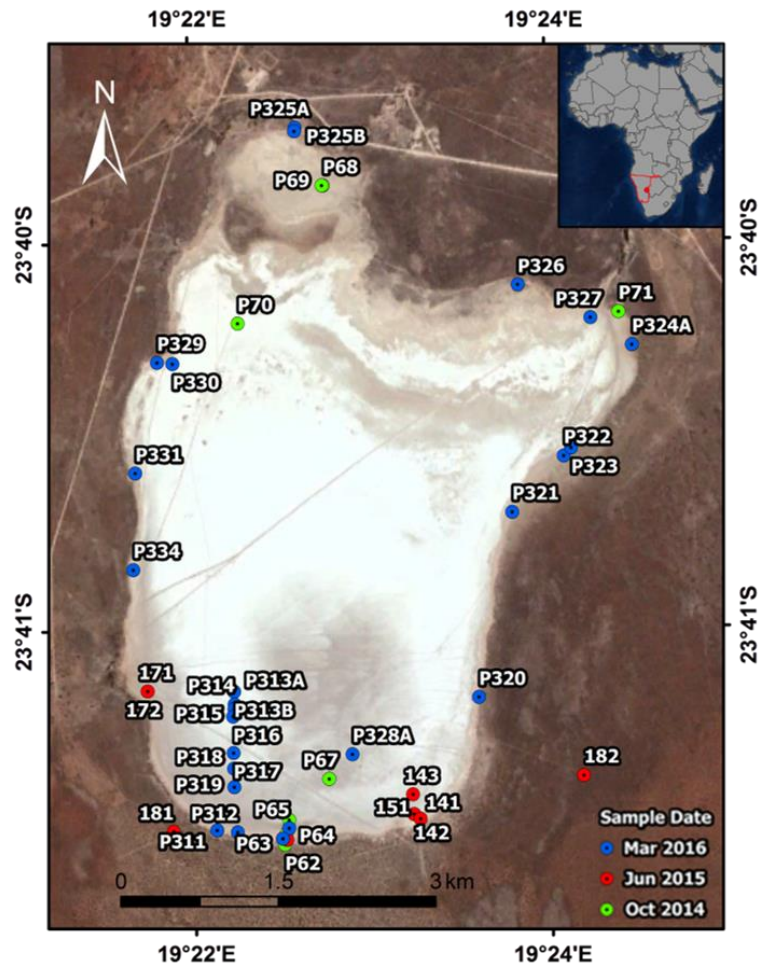 19°22'E 19°24'E
N
P325A
P325B
P68
P69
23°40'S 23°40'S
P326
P327 P71
P70
P324A
P329
P330
P322
P331 P323
P321
P334
23°41'S 23°41'S
171 P314 P313A
172 P315 P313B
P320
P316
P318 P328A
P317 P67
182
P319 143
181 P312 P65 151 141
P311 P63 P64 142
P62
Sample Date
Mar 2016
Jun 2015
Oct 2014
0 1.5 3 km
19°22'E 19°24'E